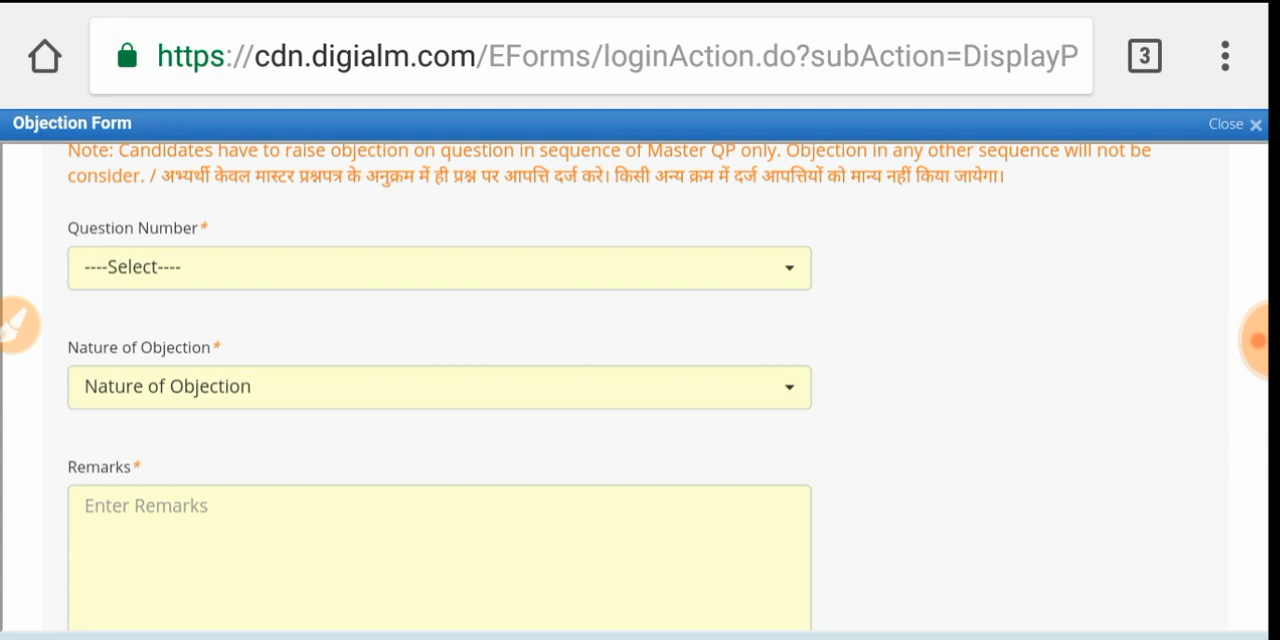 https://cdn.digialm.com/EForms/loginAction.do?subAction=DisplayP
3
Objection Form
Close ×
Note: Candidates have to raise objection on question in sequence of Master QP only. Objection in any other sequence will not be
consider. / अभ्यर्थी केवल मास्टर प्रश्नपत्र के अनुक्रम में ही प्रश्न पर आपत्ति दर्ज करे। किसी अन्य क्रम में दर्ज आपत्तियों को मान्य नहीं किया जायेगा।
Question Number*
----Select----
Nature of Objection*
Nature of Objection
Remarks*
Enter Remarks